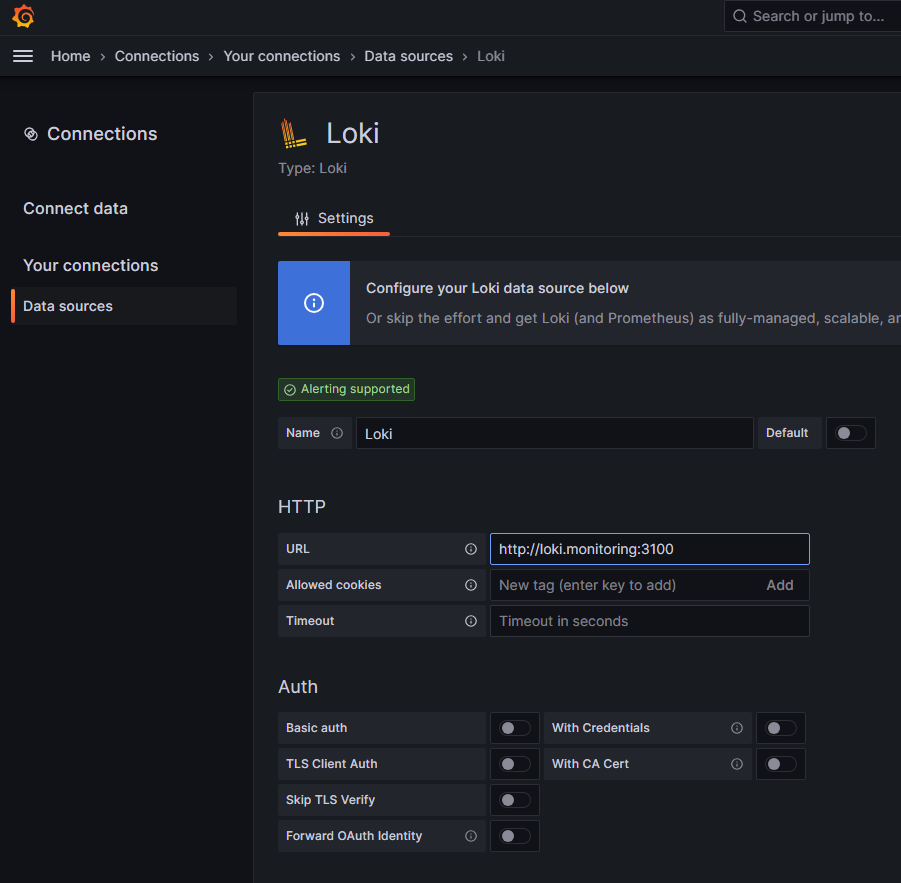 Search or jump to...
Home › Connections › Your connections › Data sources › Loki
Connections
Connect data
Your connections
Data sources
Loki
Type: Loki
Settings
Configure your Loki data source below
Or skip the effort and get Loki (and Prometheus) as fully-managed, scalable,
Alerting supported
Name Loki Default
HTTP
URL http://loki.monitoring:3100
Allowed cookies New tag (enter key to add) Add
Timeout Timeout in seconds
Auth
Basic auth With Credentials
TLS Client Auth With CA Cert
Skip TLS Verify
Forward OAuth Identity